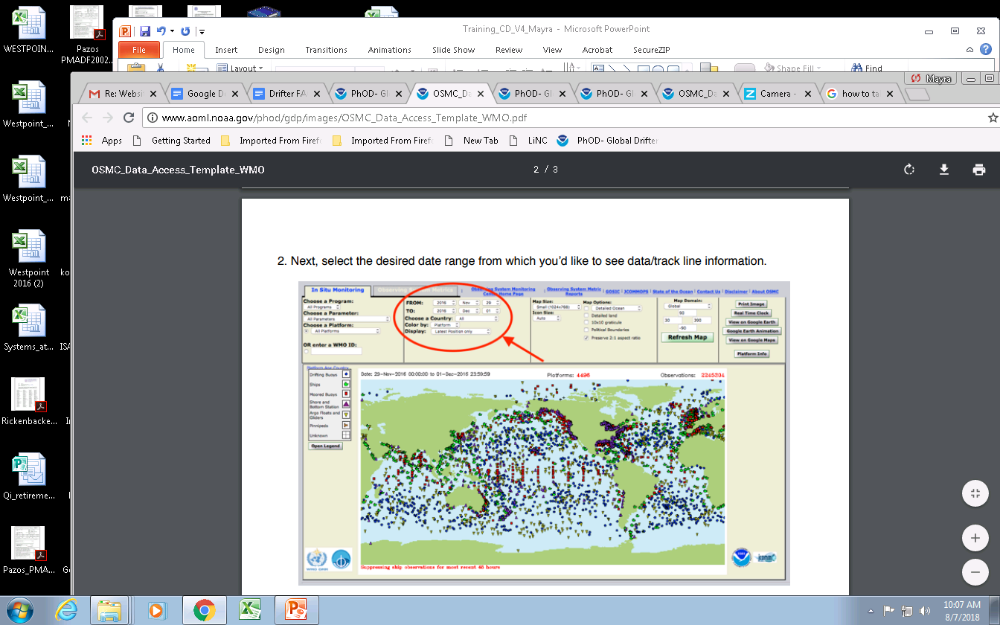 WESTPOIN...
Pazos
PMADF2002...
Westpoint_...
Westpoint_...
Westpoint
2016 (2)
Systems_at...
Rickenbacke...
Qi_retireme...
Pazos_PMA...
Training_CD_V4_Mayra - Microsoft PowerPoint
File Home Insert Design Transitions Animations Slide Show Review View Acrobat SecureZIP
Layout Shape Fill Find
Mayra
Re: Websi Google D Drifter FA PhOD- Gl OSMC_Da PhOD- Gl PhOD- Gl OSMC_Da Camera - how to ta
www.aoml.noaa.gov/phod/gdp/images/OSMC_Data_Access_Template_WMO.pdf
Apps Getting Started Imported From Firef Imported From Firef New Tab LiNC PhOD- Global Drifter
OSMC_Data_Access_Template_WMO 2 / 3
2. Next, select the desired date range from which you’d like to see data/track line information.
In Situ Monitoring Observing System Metrics Observing System Monitoring Center Home Page | Observing System Metric Reports | GOSIC | JCOMMOPS | State of the Ocean | Contact Us | Disclaimer | About OSMC
Choose a Program:
All Programs
Choose a Parameter:
All Parameters
Choose a Platform:
All Platforms
OR enter a WMO ID:
FROM: 2016 Nov 29
TO: 2016 Dec 01
Choose a Country: All
Color by: Platform
Display: Latest Position only
Map Size:
Small (1024x768)
Icon Size:
Auto
Map Options:
Detailed Ocean
Detailed land
10x10 graticule
Political Boundaries
Preserve 2:1 aspect ratio
Map Domain:
Global
90
30 390
-90
Refresh Map
Print Image
Real Time Clock
View on Google Earth
Google Earth Animation
View on Google Maps
Platform Info
Platform Age Country
Drifting Buoys
Ships
Moored Buoys
Shore and
Bottom Station
Argo Floats and
Gliders
Pinnipeds
Unknown
Open Legend
Date: 29-Nov-2016 00:00:00 to 01-Dec-2016 23:59:59 Platforms: 4496 Observations: 2245304
Suppressing ship observations for most recent 48 hours
10:07 AM
8/7/2018